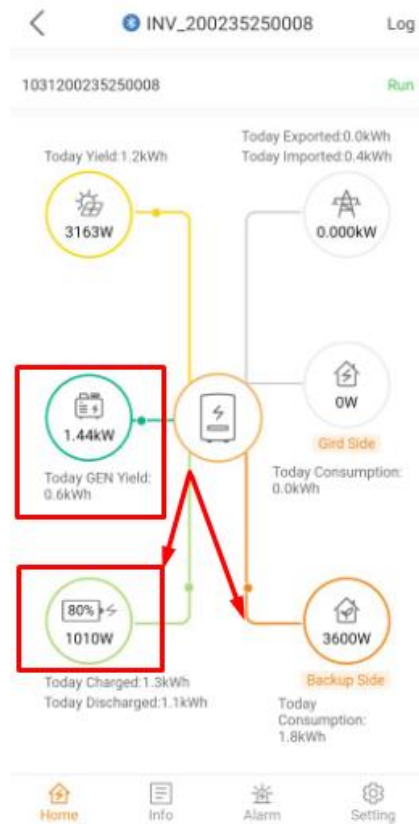 INV_200235250008 Log
1031200235250008 Run
Today Exported:0.0kWh
Today Yield:1.2kWh Today Imported:0.4kWh
3163W 0.000kW
1.44kW 0W
Gird Side
Today GEN Yield:
0.6kWh
Today Consumption:
0.0kWh
80%
1010W 3600W
Today Charged:1.3kWh Backup Side
Today Discharged:1.1kWh Today
Consumption:
1.8kWh
Home Info Alarm Setting